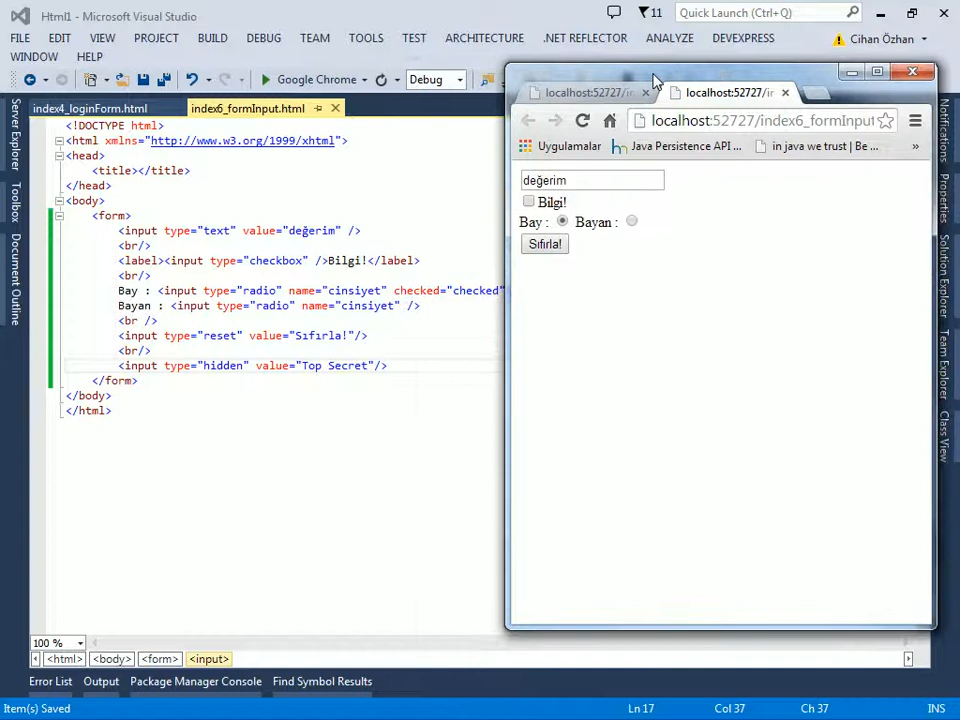 Html1 - Microsoft Visual Studio
11
Quick Launch (Ctrl+Q)
FILE EDIT VIEW PROJECT BUILD DEBUG TEAM TOOLS TEST ARCHITECTURE .NET REFLECTOR ANALYZE DEVEXPRESS
Cihan Özhan
WINDOW HELP
Google Chrome
Debug
index4_loginForm.html
index6_formInput.html
Server Explorer
Toolbox
Document Outline
<!DOCTYPE html>
<html xmlns="http://www.w3.org/1999/xhtml">
<head>
<title></title>
</head>
<body>
<form>
<input type="text" value="değerim" />
<br/>
<label><input type="checkbox" />Bilgi!</label>
<br/>
Bay : <input type="radio" name="cinsiyet" checked="checked"
Bayan : <input type="radio" name="cinsiyet" />
<br />
<input type="reset" value="Sıfırla!"/>
<br/>
<input type="hidden" value="Top Secret"/>
</form>
</body>
</html>
localhost:52727/in
localhost:52727/ir
localhost:52727/index6_formInput
Uygulamalar
Java Persistence API ...
in java we trust | Be ...
»
değerim
Bilgi!
Bay : Bayan :
Sıfırla!
Notifications
Solution Explorer
Team Explorer
Class View
100 %
<html> <body> <form> <input>
Error List Output Package Manager Console Find Symbol Results
Item(s) Saved
Ln 17
Col 37
Ch 37
INS